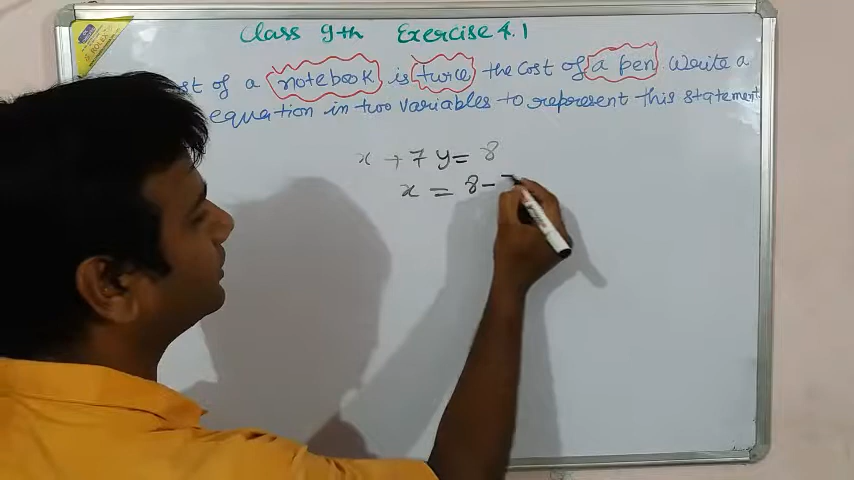 Class 9th Exercise 4.1
of a notebook is twice the cost of a pen. Write a
equation in two variables to represent this statement
x + 7y = 8
x = 8 -